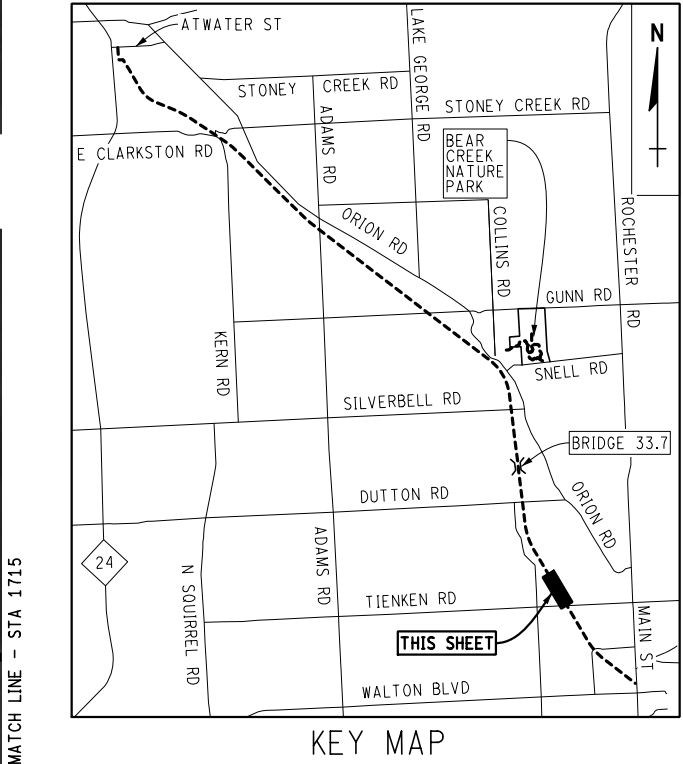 ATWATER ST
N
LAKE GEORGE RD
STONEY CREEK RD
STONEY CREEK RD
ADAMS RD
E CLARKSTON RD
BEAR
CREEK
NATURE
PARK
ORION RD
COLLINS RD
ROCHESTER RD
GUNN RD
KERN RD
SNELL RD
SILVERBELL RD
BRIDGE 33.7
DUTTON RD
ORION RD
ADAMS RD
24
N SQUIRREL RD
TIENKEN RD
THIS SHEET
MAIN ST
WALTON BLVD
MATCH LINE - STA 1715
KEY MAP